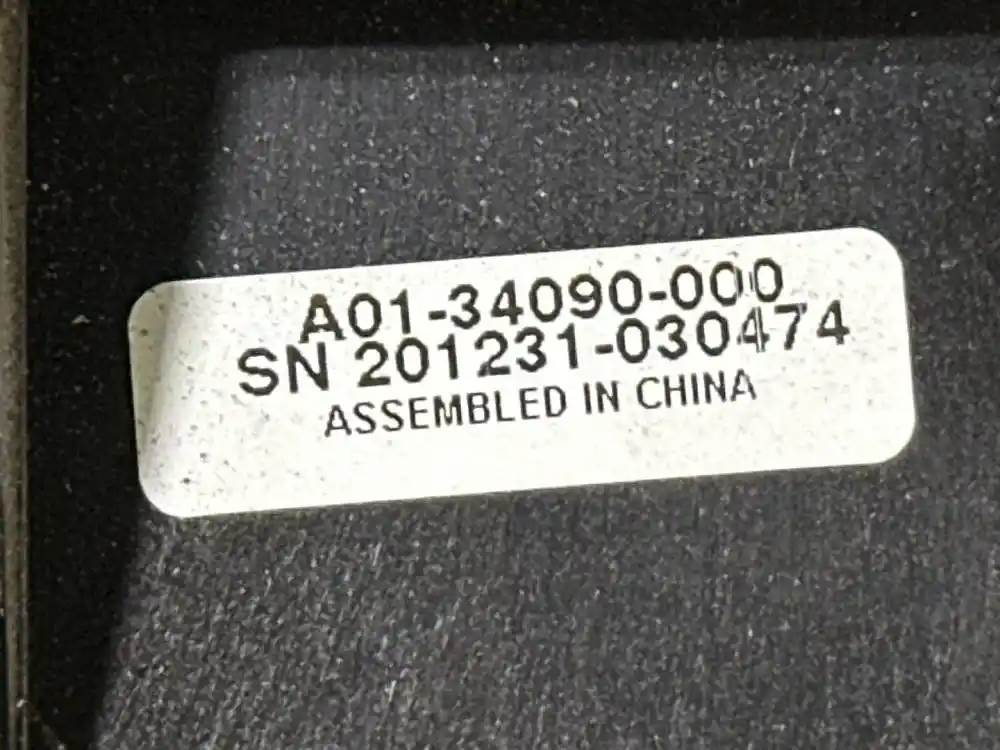 A01-34090-000
SN 201231-030474
ASSEMBLED IN CHINA